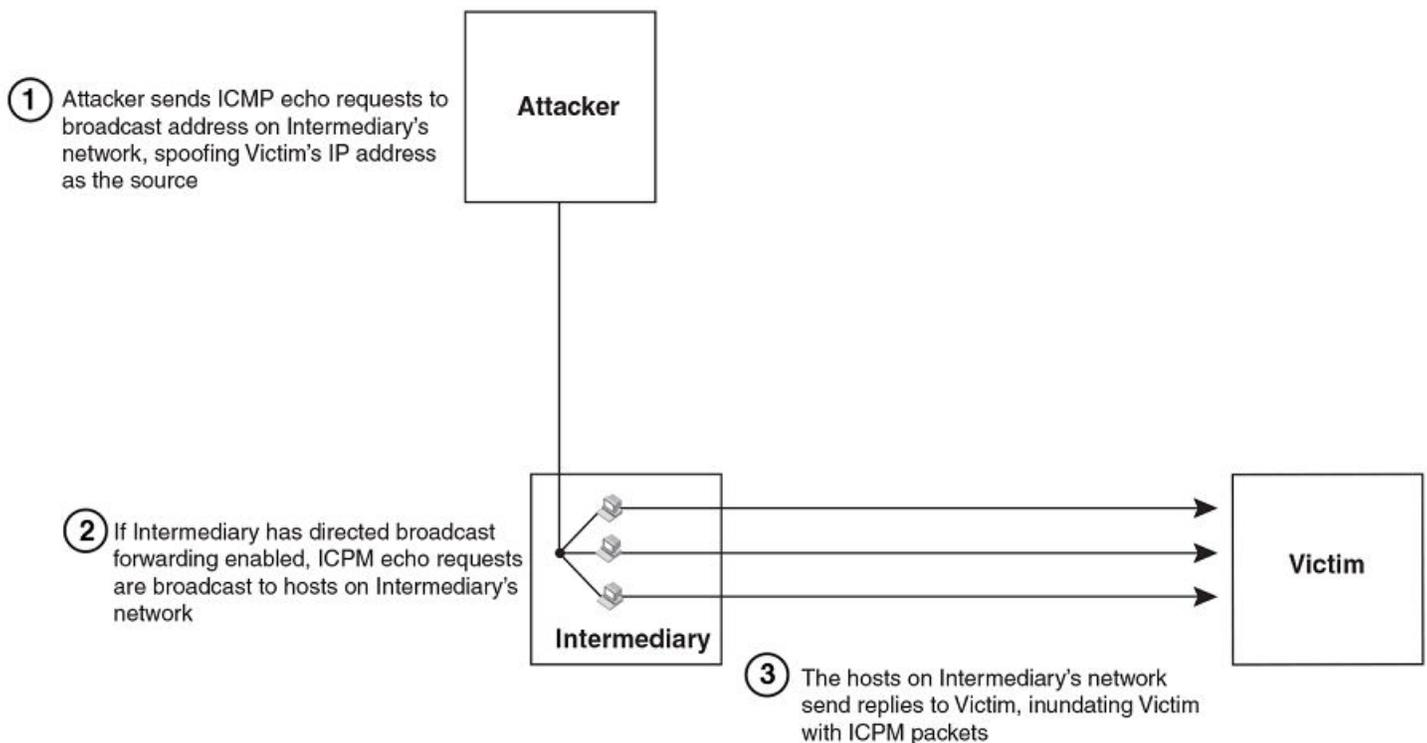 Attacker
1 Attacker sends ICMP echo requests to
broadcast address on Intermediary's
network, spoofing Victim's IP address
as the source
2 If Intermediary has directed broadcast
forwarding enabled, ICPM echo requests
are broadcast to hosts on Intermediary's
network
Intermediary
Victim
3 The hosts on Intermediary's network
send replies to Victim, inundating Victim
with ICPM packets